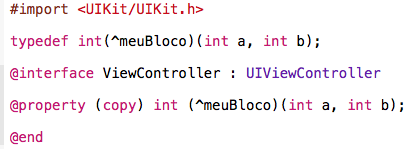 #import <UIKit/UIKit.h>
typedef int(^meuBloco)(int a, int b);
@interface ViewController : UIViewController
@property (copy) int (^meuBloco)(int a, int b);
@end